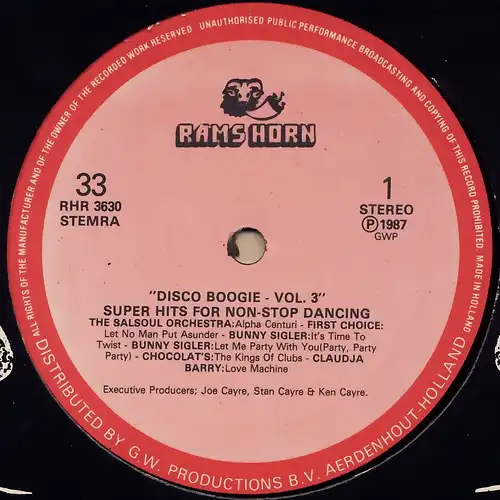 ALL RIGHTS OF THE MANUFACTURER AND OF THE OWNER OF THE RECORDED WORK RESERVED UNAUTHORISED PUBLIC PERFORMANCE BROADCASTING AND COPYING OF THIS RECORD PROHIBITED. MADE IN HOLLAND
RAMS HORN
33
RHR 3630
STEMRA
1
STEREO
Ⓟ1987
GWP
"DISCO BOOGIE - VOL. 3"
SUPER HITS FOR NON-STOP DANCING
THE SALSOUL ORCHESTRA:Alpha Centuri - FIRST CHOICE:
Let No Man Put Asunder - BUNNY SIGLER:It's Time To
Twist - BUNNY SIGLER:Let Me Party With You(Party, Party
Party) - CHOCOLAT'S:The Kings Of Clubs - CLAUDJA
BARRY:Love Machine
Executive Producers; Joe Cayre, Stan Cayre & Ken Cayre.
DISTRIBUTED BY G.W. PRODUCTIONS B.V. AERDENHOUT-HOLLAND